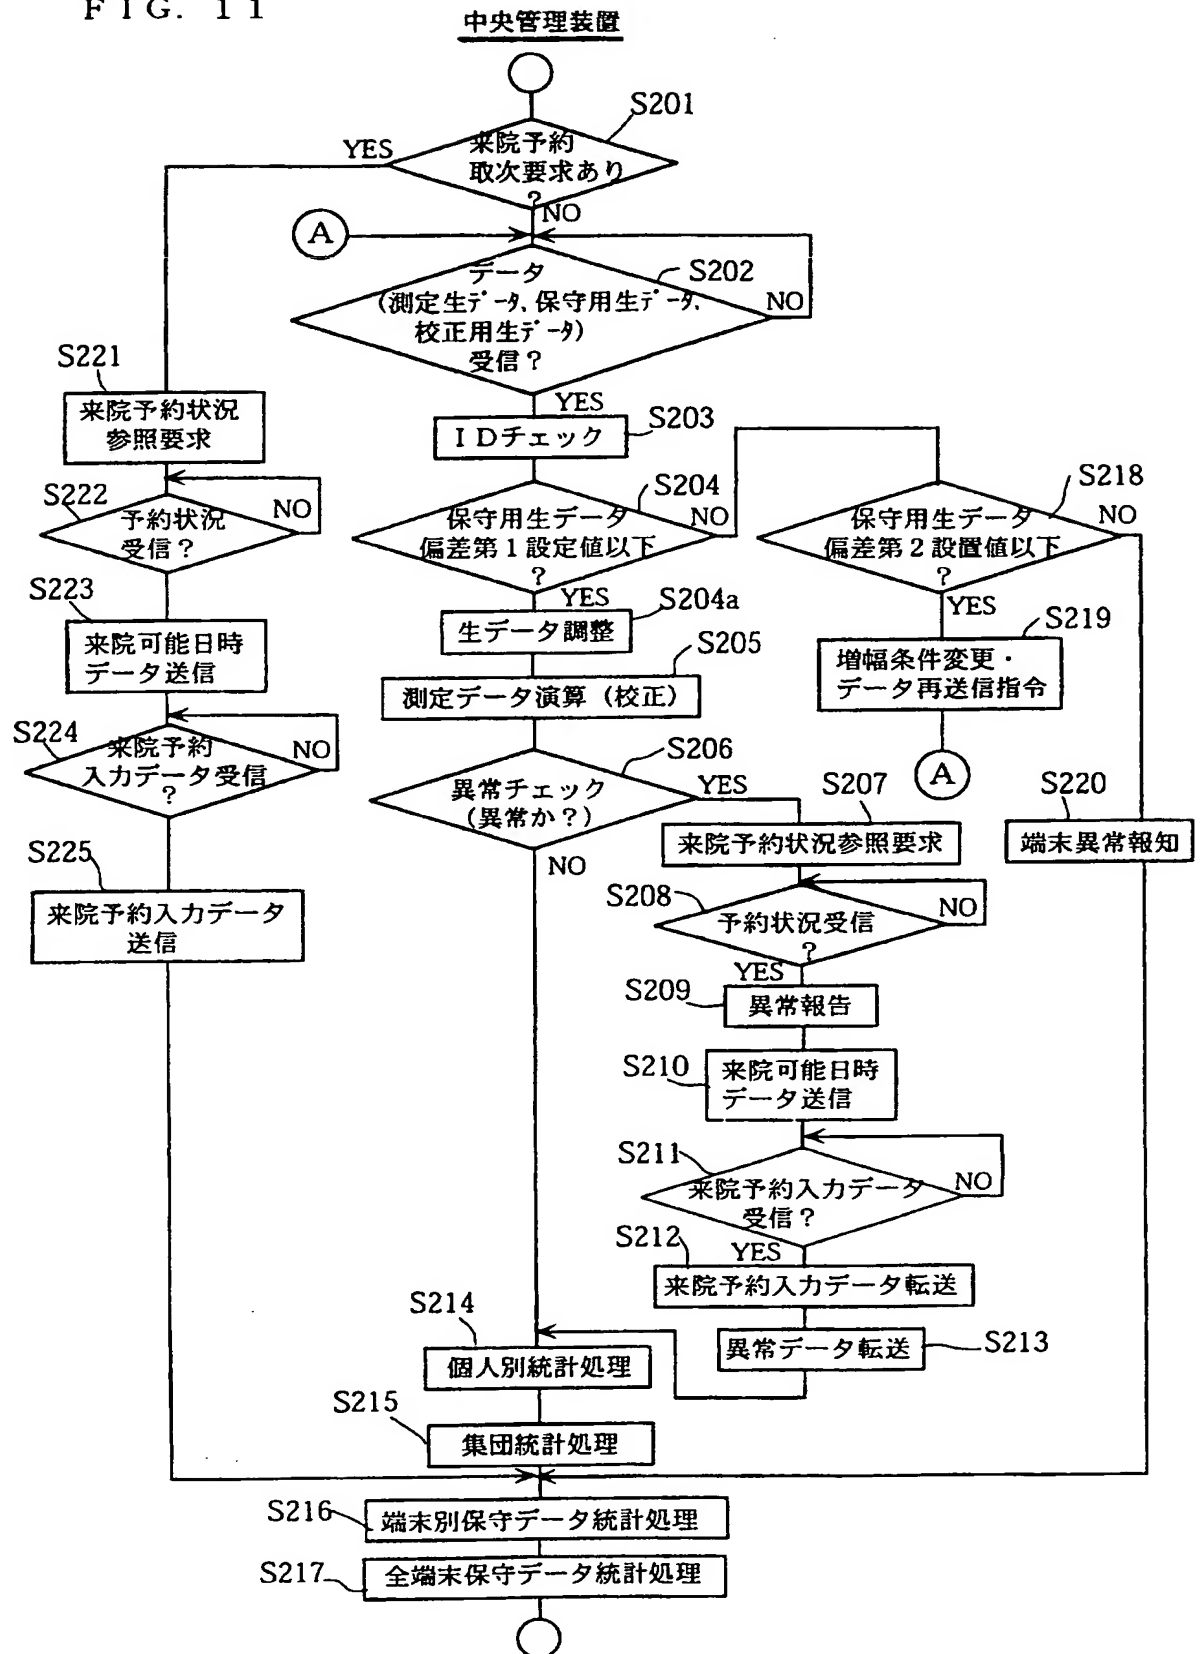 FIG. 11
中央管理装置
S201
YES
来院予約
取次要求あり
?
NO
A
S202
データ
(測定生データ、保守用生データ、
校正用生データ)
受信?
NO
YES
S221
来院予約状況
参照要求
S203
IDチェック
S222
予約状況
受信?
NO
S204
保守用生データ
偏差第1設定値以下
?
NO
YES
S218
保守用生データ
偏差第2設置値以下
?
NO
YES
S223
来院可能日時
データ送信
S204a
生データ調整
S205
測定データ演算(校正)
S219
増幅条件変更・
データ再送信指令
A
S224
来院予約
入力データ受信
?
NO
S206
異常チェック
(異常か?)
YES
NO
S207
来院予約状況参照要求
S220
端末異常報知
S225
来院予約入力データ
送信
S208
予約状況受信
?
NO
YES
S209
異常報告
S210
来院可能日時
データ送信
S211
来院予約入力データ
受信?
NO
YES
S212
来院予約入力データ転送
S213
異常データ転送
S214
個人別統計処理
S215
集団統計処理
S216
端末別保守データ統計処理
S217
全端末保守データ統計処理